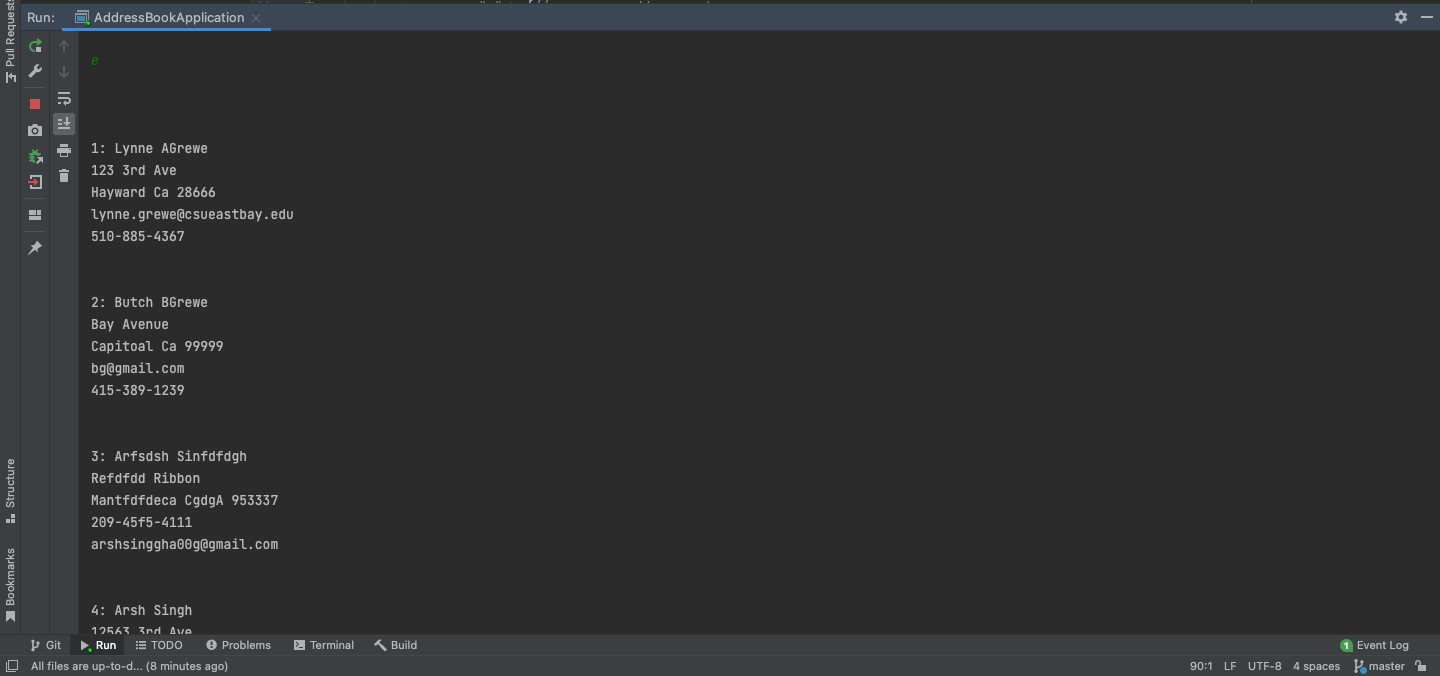 Run:
AddressBookApplication
Pull Requests
e
1: Lynne AGrewe
123 3rd Ave
Hayward Ca 28666
lynne.grewe@csueastbay.edu
510-885-4367
2: Butch BGrewe
Bay Avenue
Capitoal Ca 99999
bg@gmail.com
415-389-1239
3: Arfsdsh Sinfdfdgh
Refdfdd Ribbon
Mantfdfdeca CgdgA 953337
209-45f5-4111
arshsinggha00g@gmail.com
4: Arsh Singh
12563 3rd Ave
Structure
Bookmarks
Git Run TODO Problems Terminal Build 1 Event Log
All files are up-to-d... (8 minutes ago) 90:1 LF UTF-8 4 spaces master